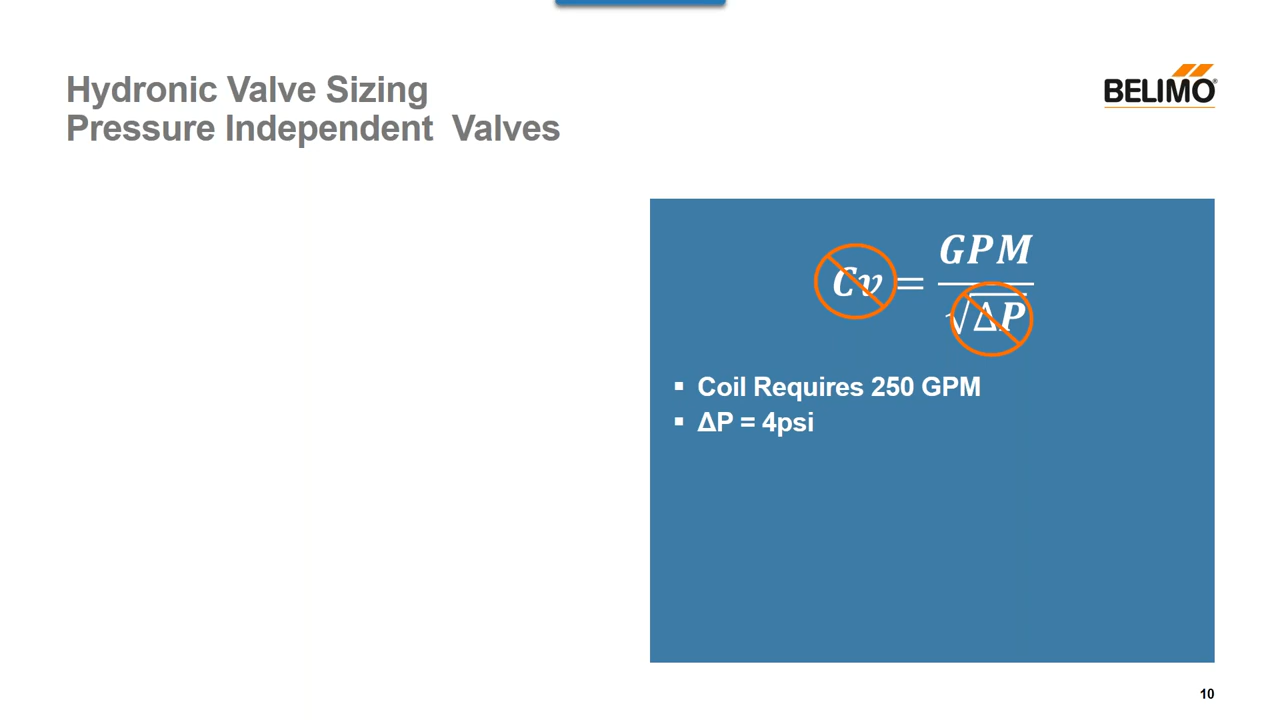 Hydronic Valve Sizing
Pressure Independent  Valves
BELIMO®
Cv = GPM / √ΔP
▪ Coil Requires 250 GPM
▪ ΔP = 4psi
10